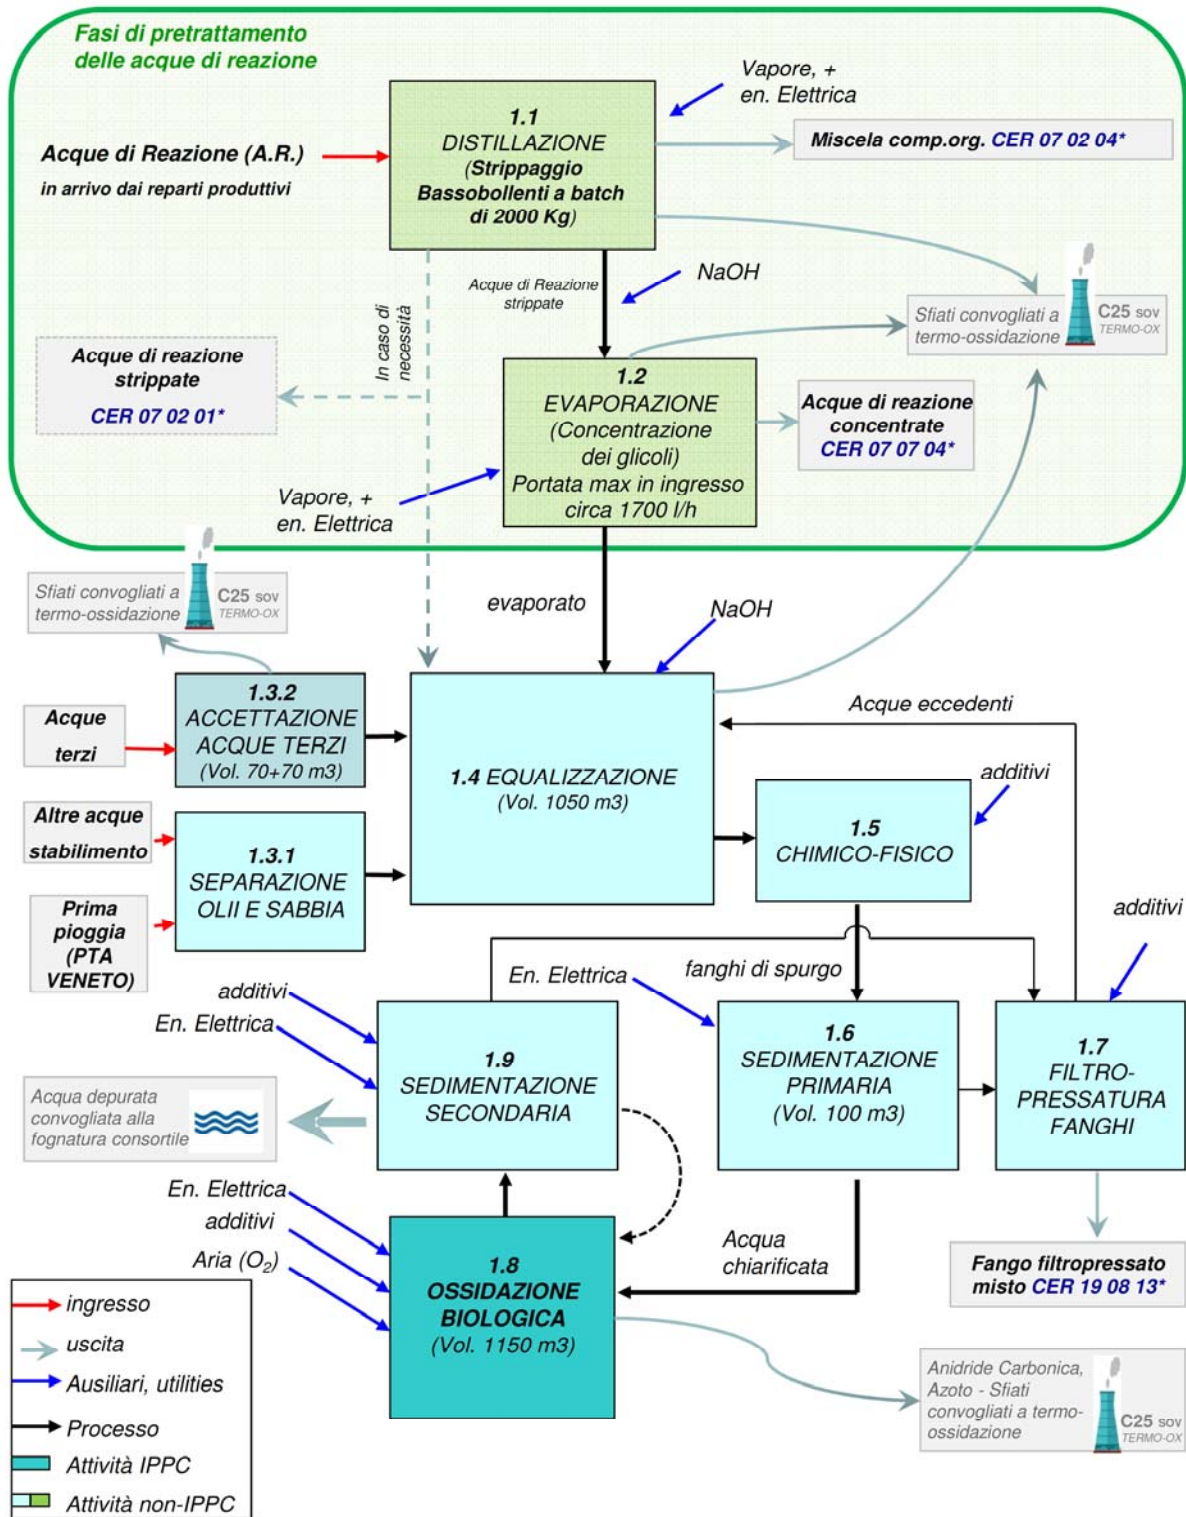 Fasi di pretrattamento
delle acque di reazione
Vapore, +
en. Elettrica
1.1
DISTILLAZIONE
(Strippaggio
Bassobollenti a batch
di 2000 Kg)
Miscela comp.org. CER 07 02 04*
Acque di Reazione (A.R.)
in arrivo dai reparti produttivi
Acque di Reazione
strippate
NaOH
In caso di
necessità
Sfiati convogliati a
termo-ossidazione
C25 sov
TERMO-OX
Acque di reazione
strippate
CER 07 02 01*
1.2
EVAPORAZIONE
(Concentrazione
dei glicoli)
Portata max in ingresso
circa 1700 l/h
Acque di reazione
concentrate
CER 07 07 04*
Vapore, +
en. Elettrica
Sfiati convogliati a
termo-ossidazione
C25 sov
TERMO-OX
evaporato
NaOH
Acque
terzi
1.3.2
ACCETTAZIONE
ACQUE TERZI
(Vol. 70+70 m3)
1.4 EQUALIZZAZIONE
(Vol. 1050 m3)
Acque eccedenti
additivi
Altre acque
stabilimento
1.3.1
SEPARAZIONE
OLII E SABBIA
1.5
CHIMICO-FISICO
Prima
pioggia
(PTA
VENETO)
additivi
fanghi di spurgo
En. Elettrica
additivi
En. Elettrica
1.9
SEDIMENTAZIONE
SECONDARIA
1.6
SEDIMENTAZIONE
PRIMARIA
(Vol. 100 m3)
1.7
FILTRO-
PRESSATURA
FANGHI
Acqua depurata
convogliata alla
fognatura consortile
En. Elettrica
additivi
Aria (O2)
1.8
OSSIDAZIONE
BIOLOGICA
(Vol. 1150 m3)
Acqua
chiarificata
Fango filtropressato
misto CER 19 08 13*
Anidride Carbonica,
Azoto - Sfiati
convogliati a termo-
ossidazione
C25 sov
TERMO-OX
ingresso
uscita
Ausiliari, utilities
Processo
Attività IPPC
Attività non-IPPC